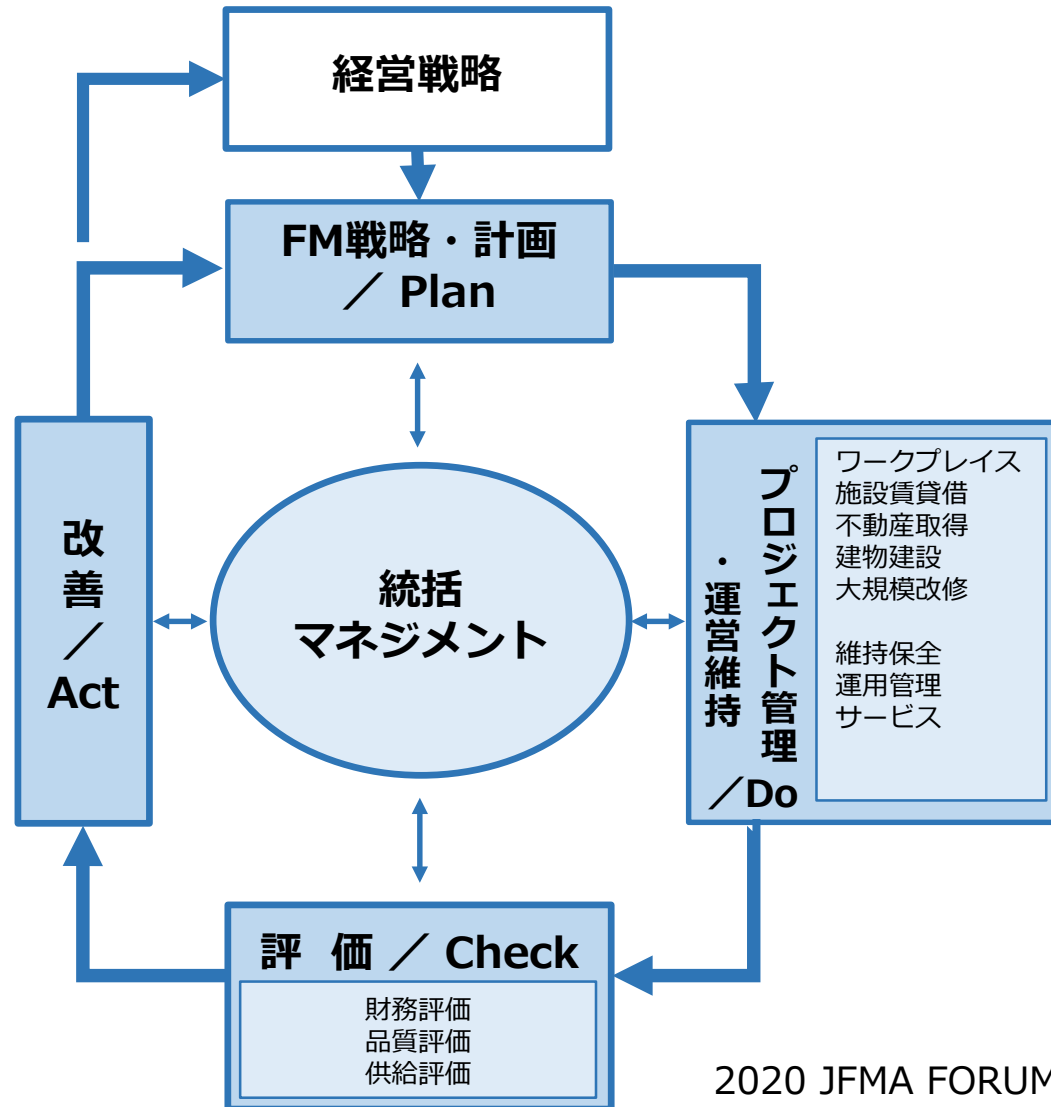 経営戦略
FM戦略・計画
／ Plan
プロジェクト管理
・運営維持
／Do
ワークプレイス
施設賃貸借
不動産取得
建物建設
大規模改修
維持保全
運用管理
サービス
改善／
Act
統括
マネジメント
評 価 ／ Check
財務評価
品質評価
供給評価
2020 JFMA FORUM